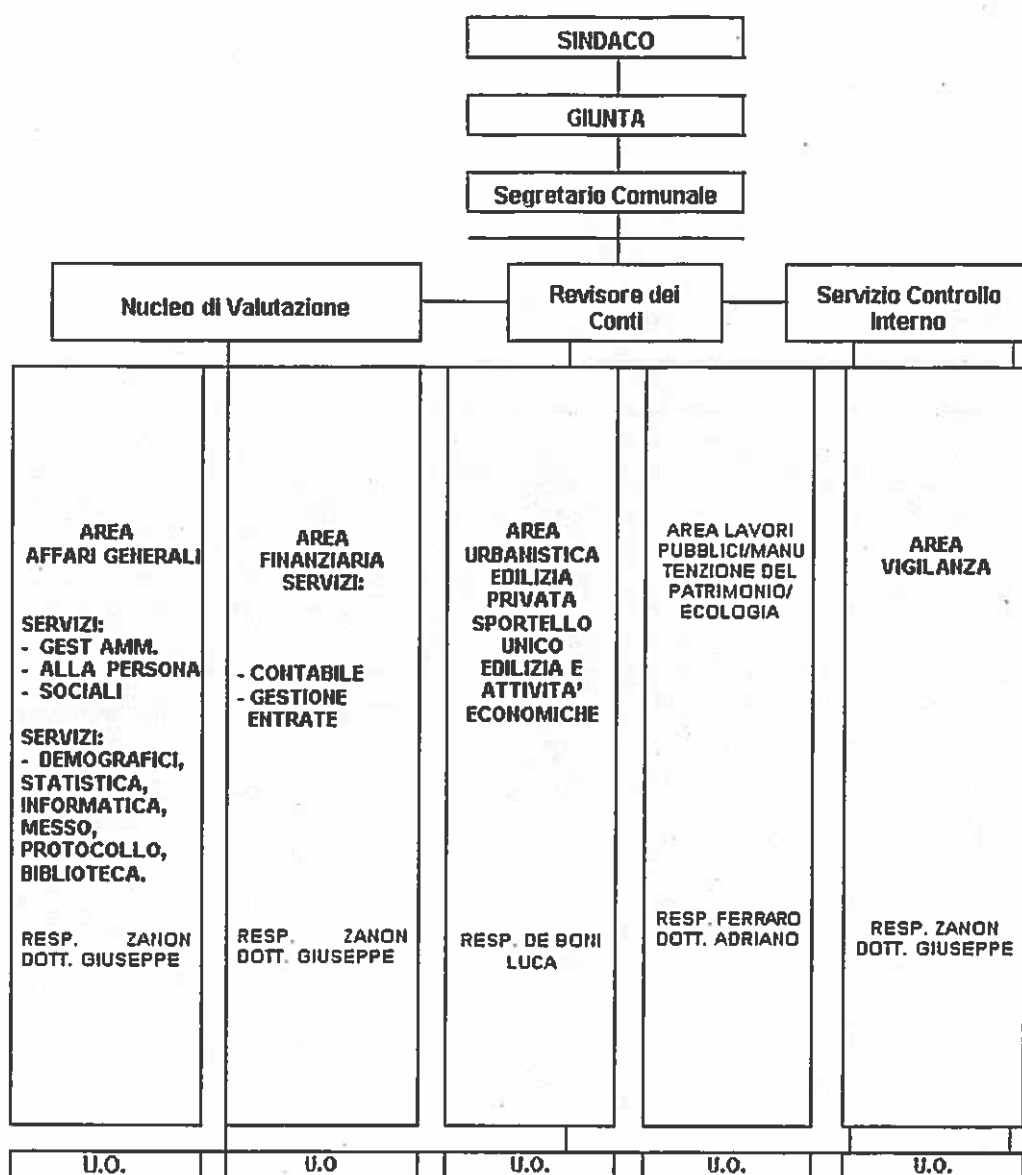 SINDACO
GIUNTA
Segretario Comunale
Nucleo di Valutazione
Revisore dei
Conti
Servizio Controllo
Interno
AREA
AFFARI GENERALI
SERVIZI:
- GEST AMM.
- ALLA PERSONA
- SOCIALI
SERVIZI:
- DEMOGRAFICI,
STATISTICA,
INFORMATICA,
MESSO,
PROTOCOLLO,
BIBLIOTECA.
RESP. ZANON
DOTT. GIUSEPPE
AREA
FINANZIARIA
SERVIZI:
- CONTABILE
- GESTIONE
ENTRATE
RESP. ZANON
DOTT. GIUSEPPE
AREA
URBANISTICA
EDILIZIA
PRIVATA
SPORTELLO
UNICO
EDILIZIA E
ATTIVITA'
ECONOMICHE
RESP. DE BONI
LUCA
AREA LAVORI
PUBBLICI/MANU
TENZIONE DEL
PATRIMONIO/
ECOLOGIA
RESP. FERRARO
DOTT. ADRIANO
AREA
VIGILANZA
RESP. ZANON
DOTT. GIUSEPPE
U.O.
U.O
U.O.
U.O.
U.O.